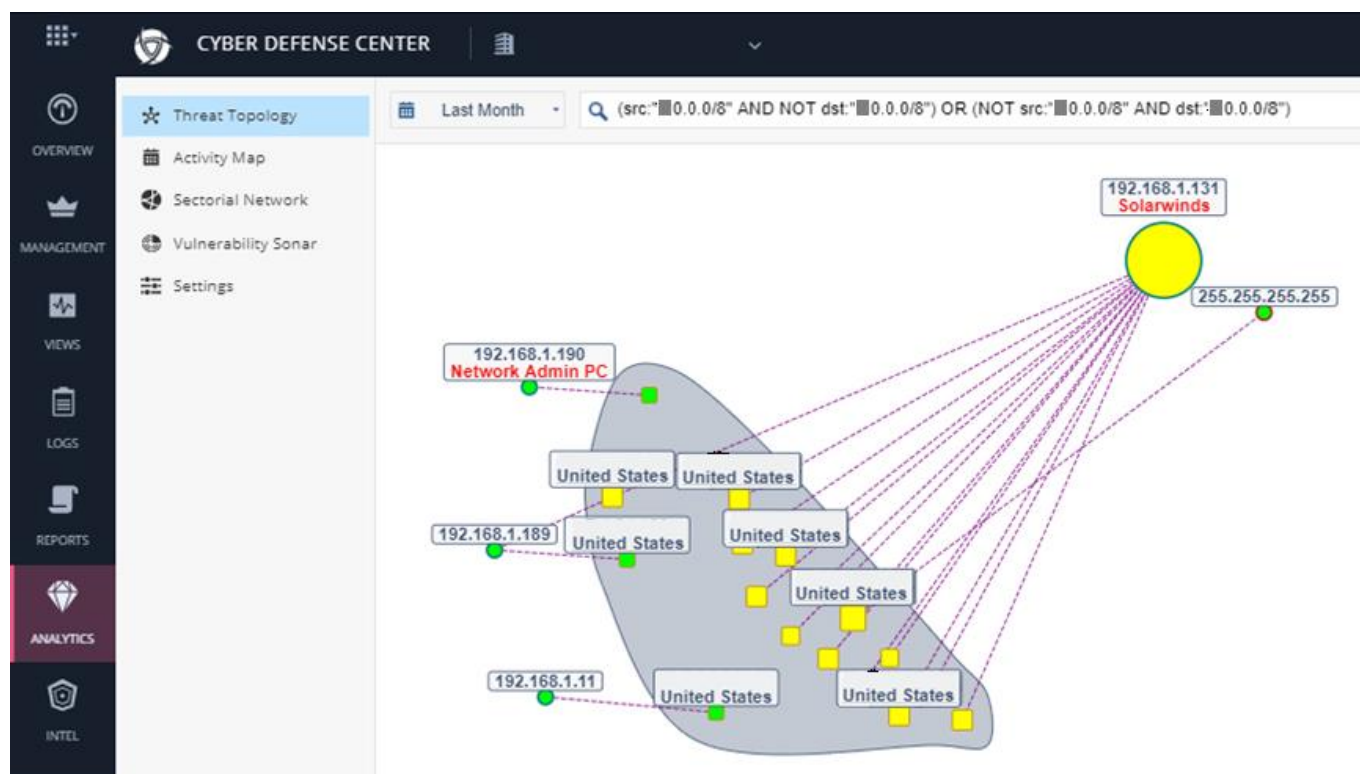 CYBER DEFENSE CENTER
OVERVIEW
MANAGEMENT
VIEWS
LOGS
REPORTS
ANALYTICS
INTEL
Threat Topology
Activity Map
Sectorial Network
Vulnerability Sonar
Settings
Last Month
(src:"0.0.0/8" AND NOT dst:"0.0.0/8") OR (NOT src:"0.0.0/8" AND dst:"0.0.0/8")
192.168.1.131
Solarwinds
255.255.255.255
192.168.1.190
Network Admin PC
United States
United States
192.168.1.189
United States
United States
United States
192.168.1.11
United States
United States